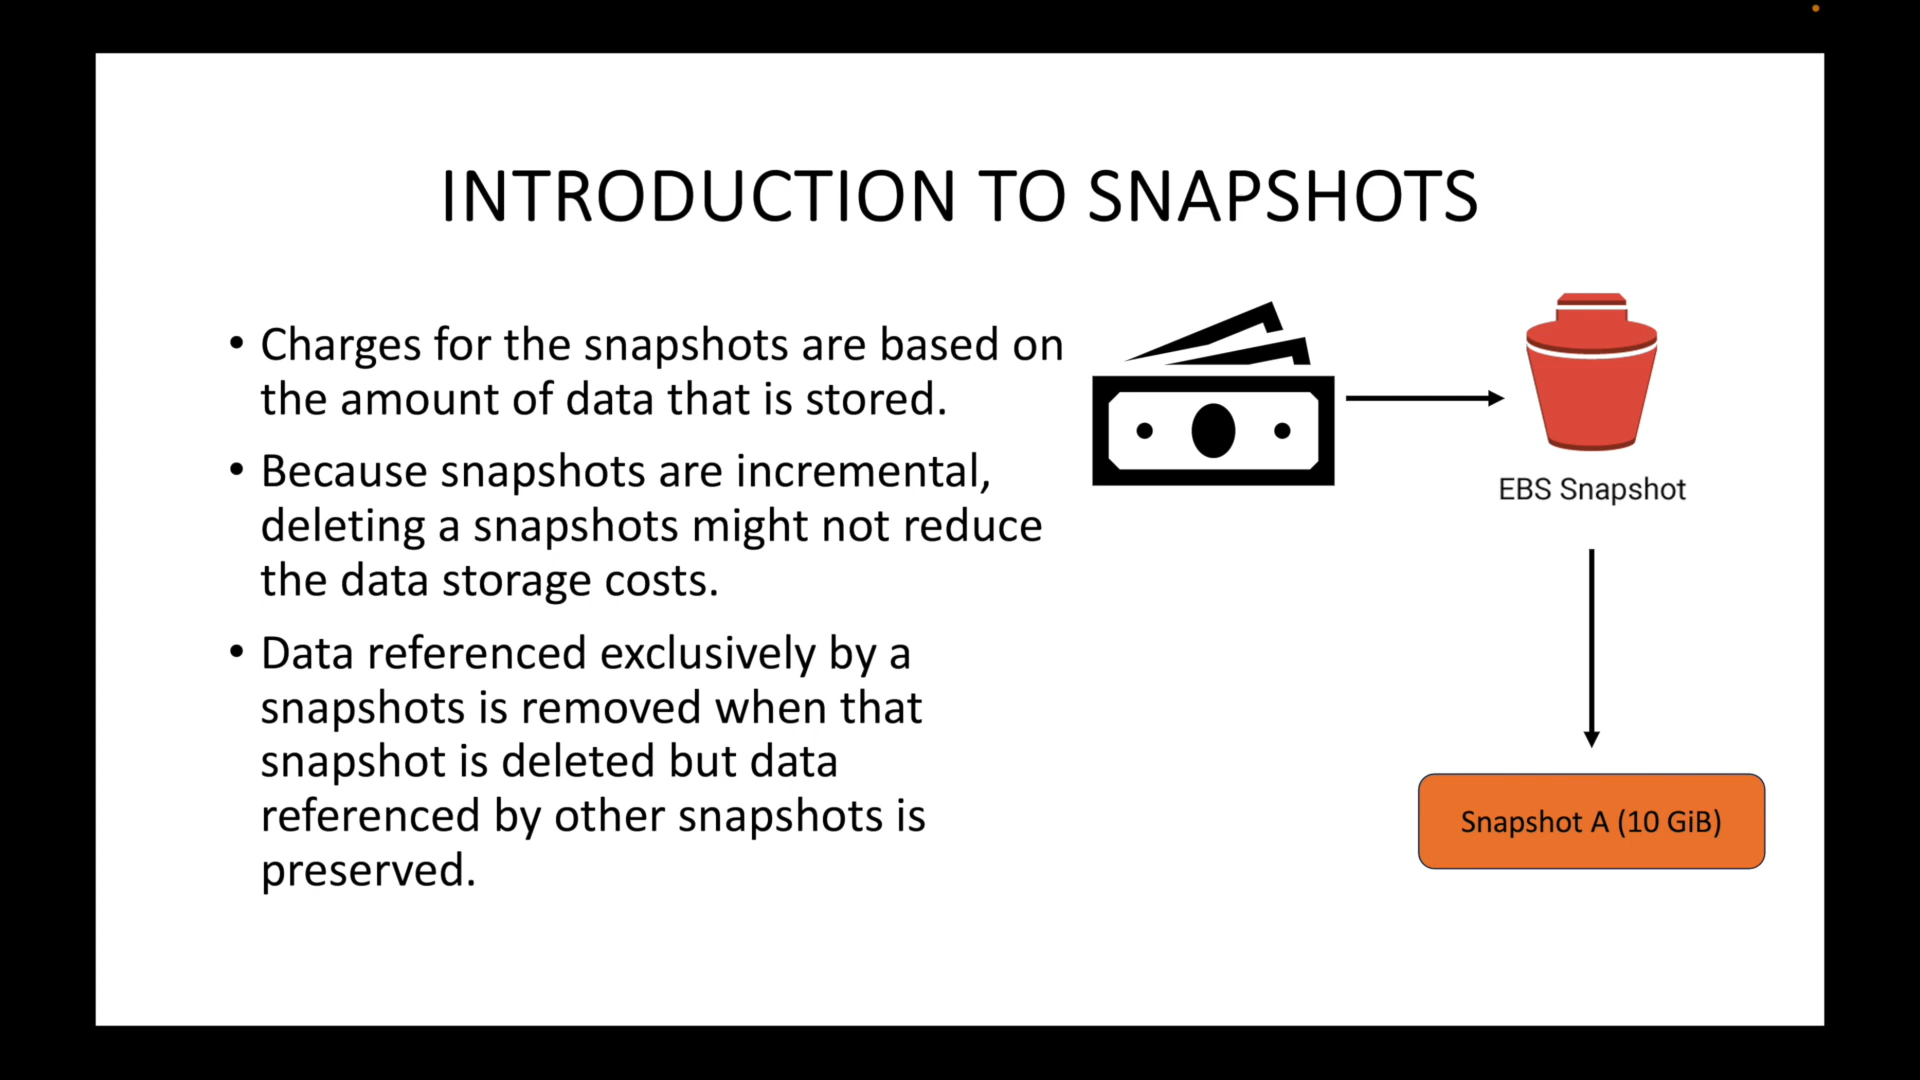 INTRODUCTION TO SNAPSHOTS
• Charges for the snapshots are based on
the amount of data that is stored.
• Because snapshots are incremental,
deleting a snapshots might not reduce
the data storage costs.
• Data referenced exclusively by a
snapshots is removed when that
snapshot is deleted but data
referenced by other snapshots is
preserved.
EBS Snapshot
Snapshot A (10 GiB)